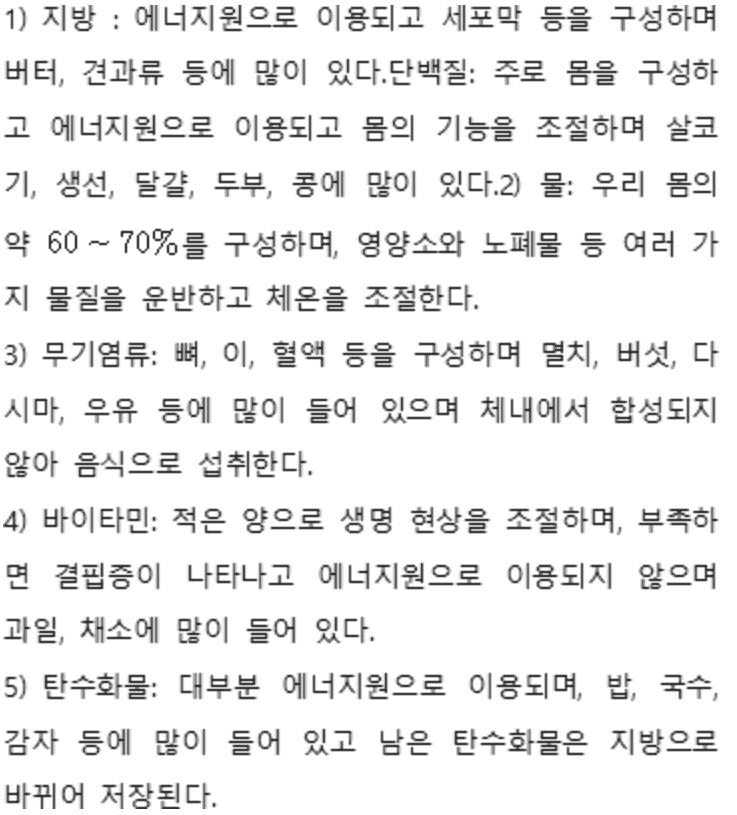 1) 지방 : 에너지원으로 이용되고 세포막 등을 구성하며
버터, 견과류 등에 많이 있다.단백질: 주로 몸을 구성하
고 에너지원으로 이용되고 몸의 기능을 조절하며 살코
기, 생선, 달걀, 두부, 콩에 많이 있다.2) 물: 우리 몸의
약 60 ~ 70%를 구성하며, 영양소와 노폐물 등 여러 가
지 물질을 운반하고 체온을 조절한다.
3) 무기염류: 뼈, 이, 혈액 등을 구성하며 멸치, 버섯, 다
시마, 우유 등에 많이 들어 있으며 체내에서 합성되지
않아 음식으로 섭취한다.
4) 바이타민: 적은 양으로 생명 현상을 조절하며, 부족하
면 결핍증이 나타나고 에너지원으로 이용되지 않으며
과일, 채소에 많이 들어 있다.
5) 탄수화물: 대부분 에너지원으로 이용되며, 밥, 국수,
감자 등에 많이 들어 있고 남은 탄수화물은 지방으로
바뀌어 저장된다.